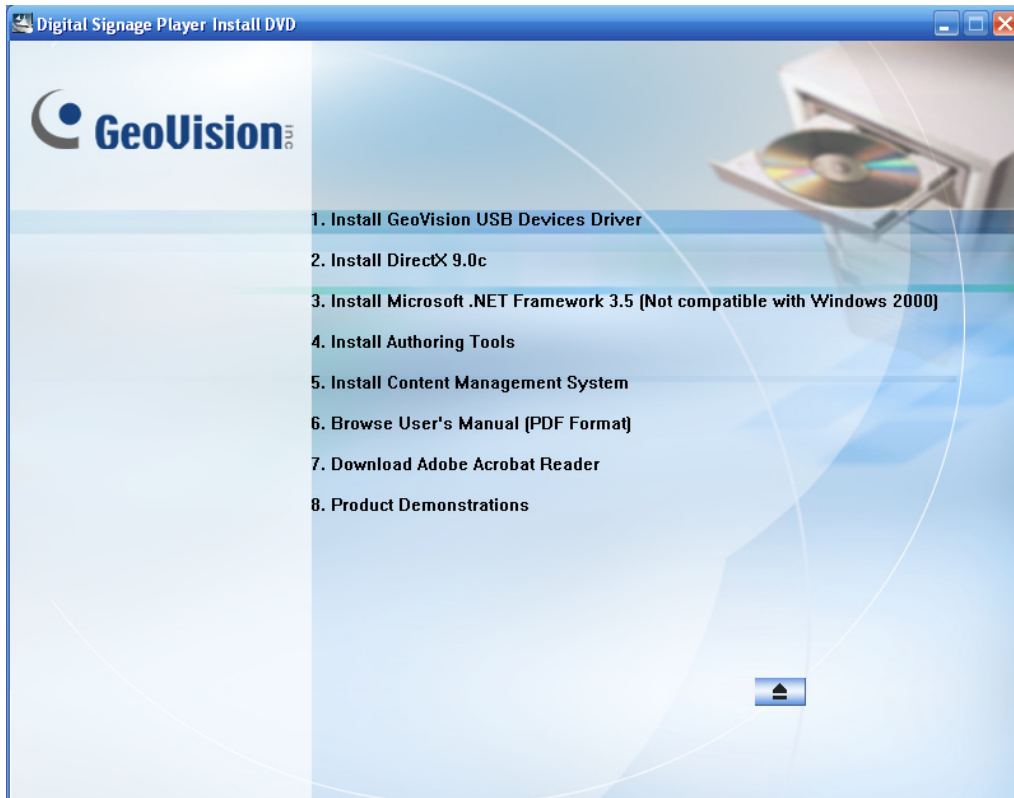 Digital Signage Player Install DVD
GeoVision inc
1. Install GeoVision USB Devices Driver
2. Install DirectX 9.0c
3. Install Microsoft .NET Framework 3.5 (Not compatible with Windows 2000)
4. Install Authoring Tools
5. Install Content Management System
6. Browse User's Manual (PDF Format)
7. Download Adobe Acrobat Reader
8. Product Demonstrations